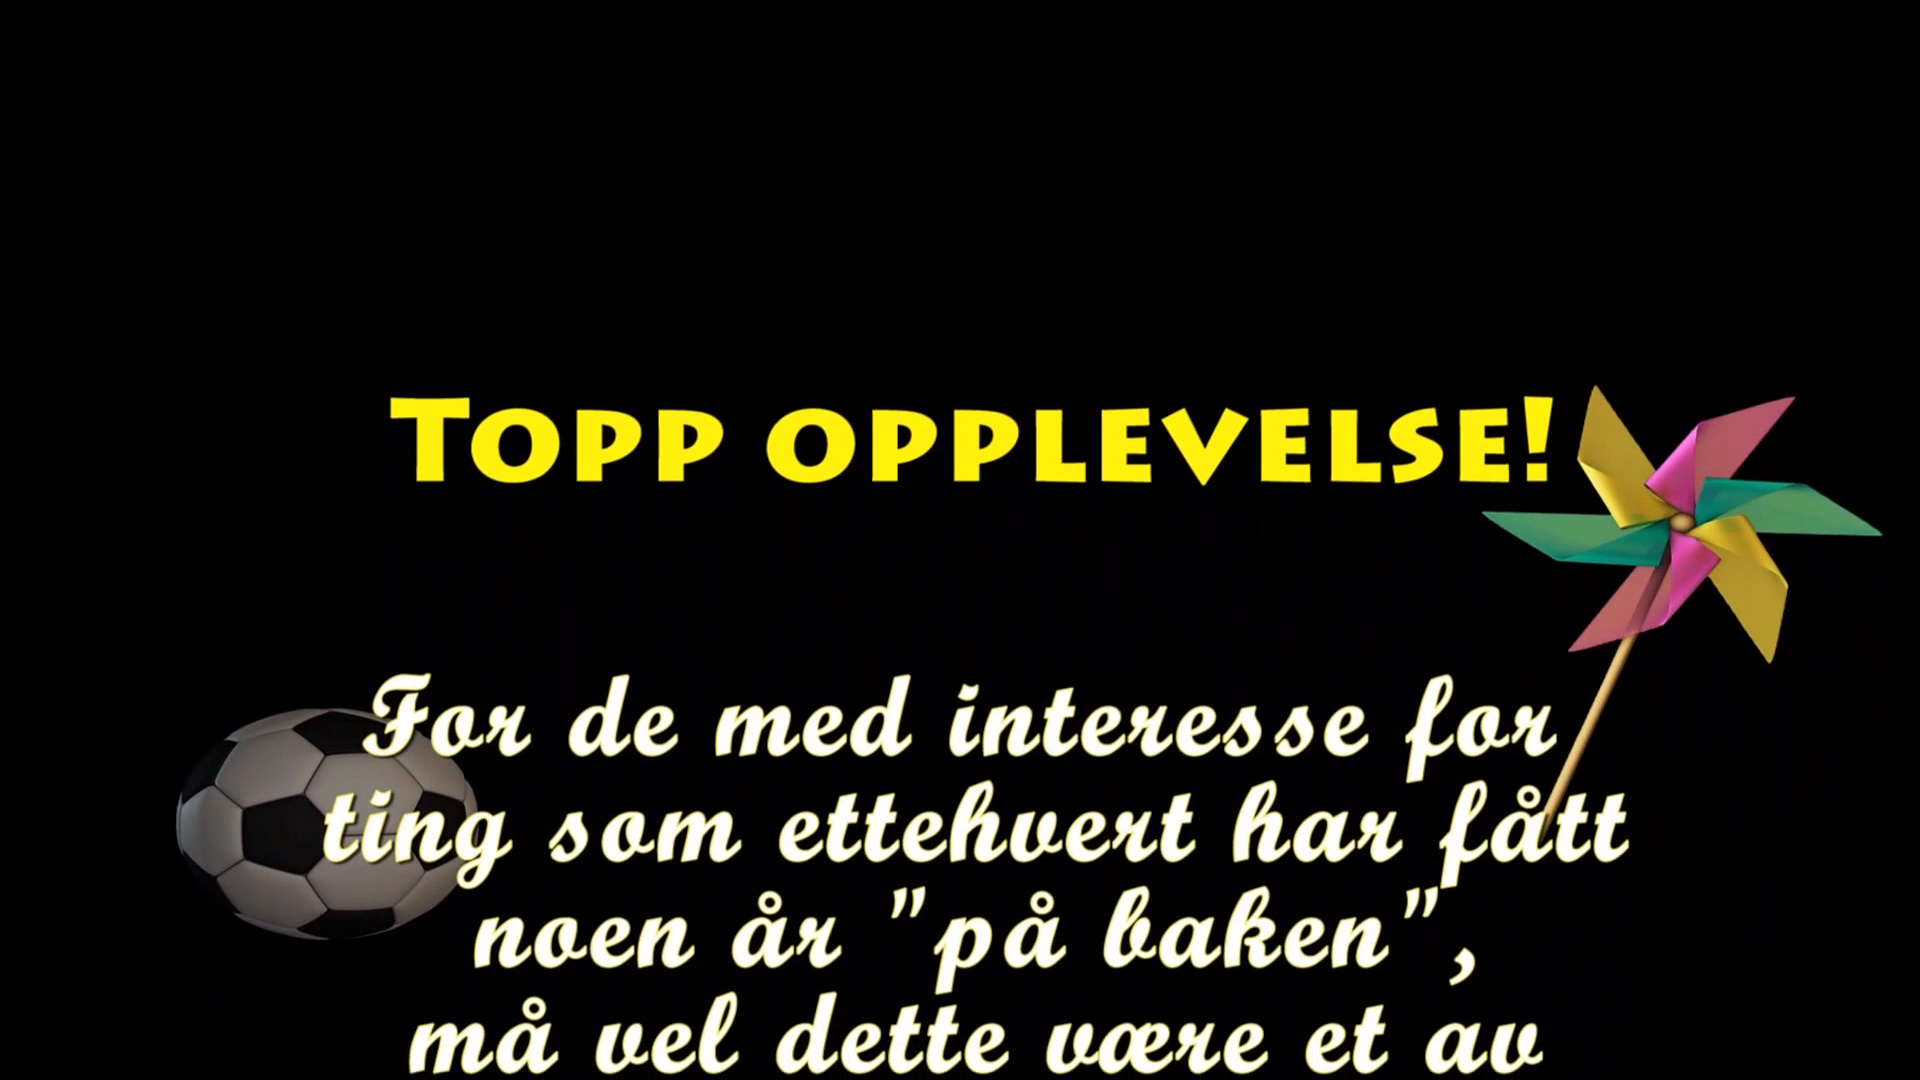 TOPP OPPLEVELSE!
For de med interesse for
ting som ettehvert har fått
noen år "på baken",
må vel dette være et av